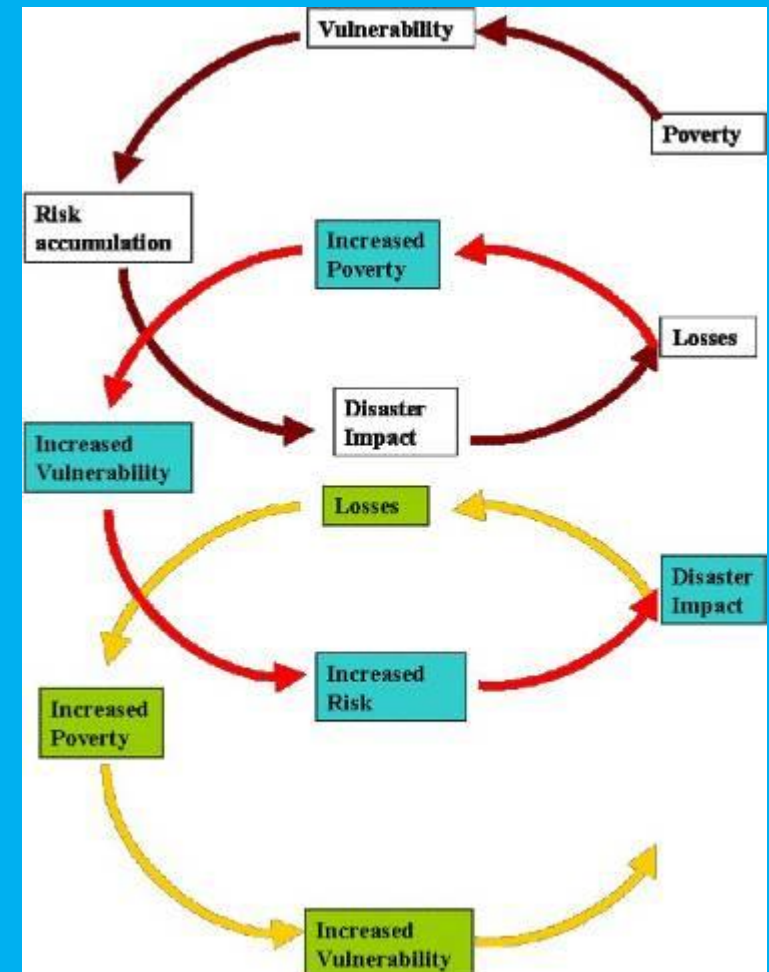 Vulnerability
Poverty
Risk
accumulation
Increased
Poverty
Losses
Disaster
Impact
Increased
Vulnerability
Losses
Disaster
Impact
Increased
Risk
Increased
Poverty
Increased
Vulnerability